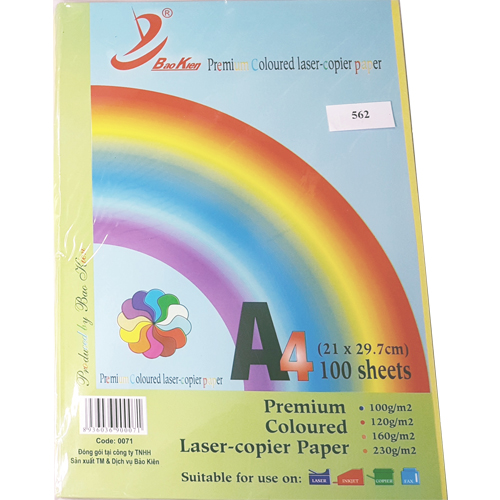 ®
Bao Kien Premium Coloured laser-copier paper
562
Produced by Bao Kien
Premium Coloured laser-copier paper
A4
(21 x 29.7cm)
100 sheets
Premium
Coloured
Laser-copier Paper
• 100g/m2
• 120g/m2
• 160g/m2
• 230g/m2
8936036900071
Code: 0071
Đóng gói tại công ty TNHH
Sản xuất TM & Dịch vụ Bảo Kiên
Suitable for use on:
LASER INKJET COPIER FAX